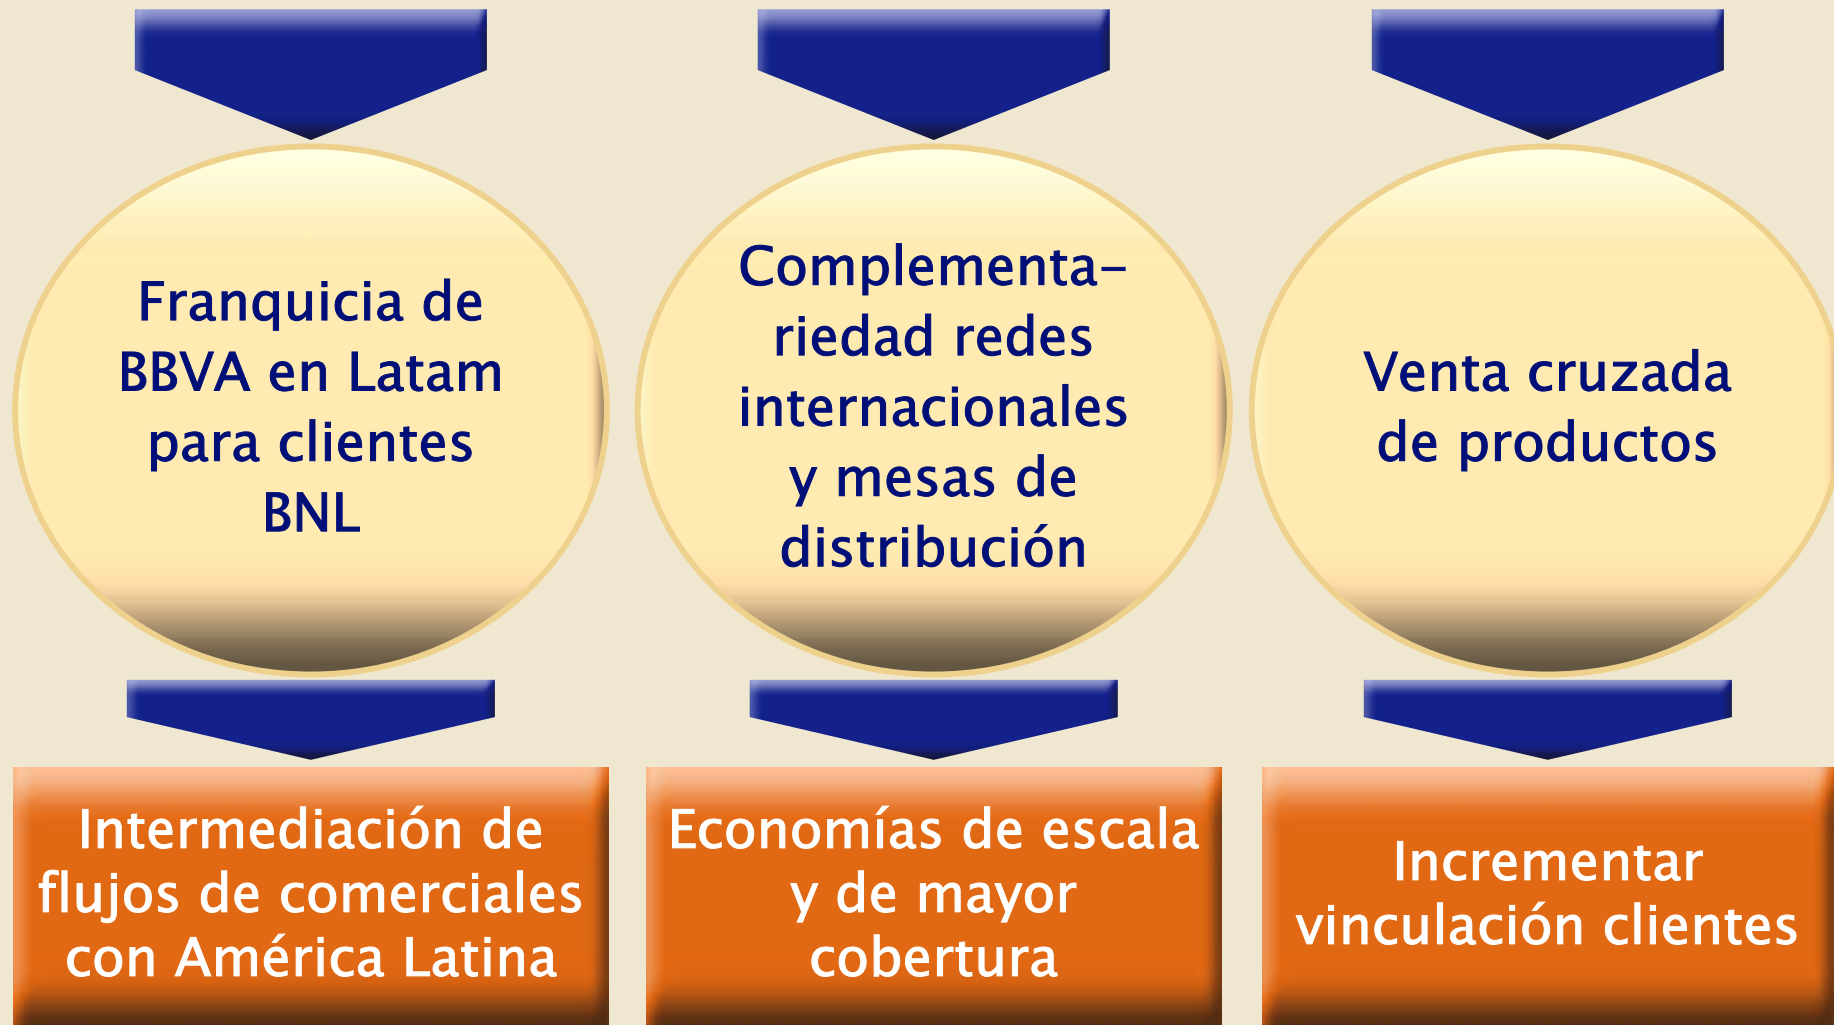 Franquicia de
BBVA en Latam
para clientes
BNL
Complementa-
riedad redes
internacionales
y mesas de
distribución
Venta cruzada
de productos
Intermediación de
flujos de comerciales
con América Latina
Economías de escala
y de mayor
cobertura
Incrementar
vinculación clientes